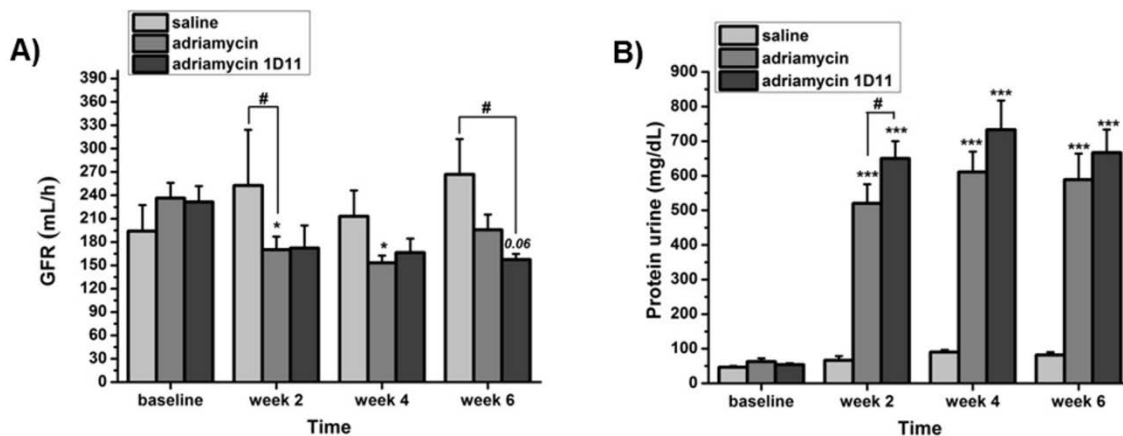 A)
saline
adriamycin
adriamycin 1D11
GFR (mL/h)
390
360
330
300
270
240
210
180
150
120
90
60
30
0
#
*
*
#
0.06
baseline week 2 week 4 week 6
Time
B)
saline
adriamycin
adriamycin 1D11
Protein urine (mg/dL)
900
800
700
600
500
400
300
200
100
0
#
***
***
***
***
***
***
baseline week 2 week 4 week 6
Time